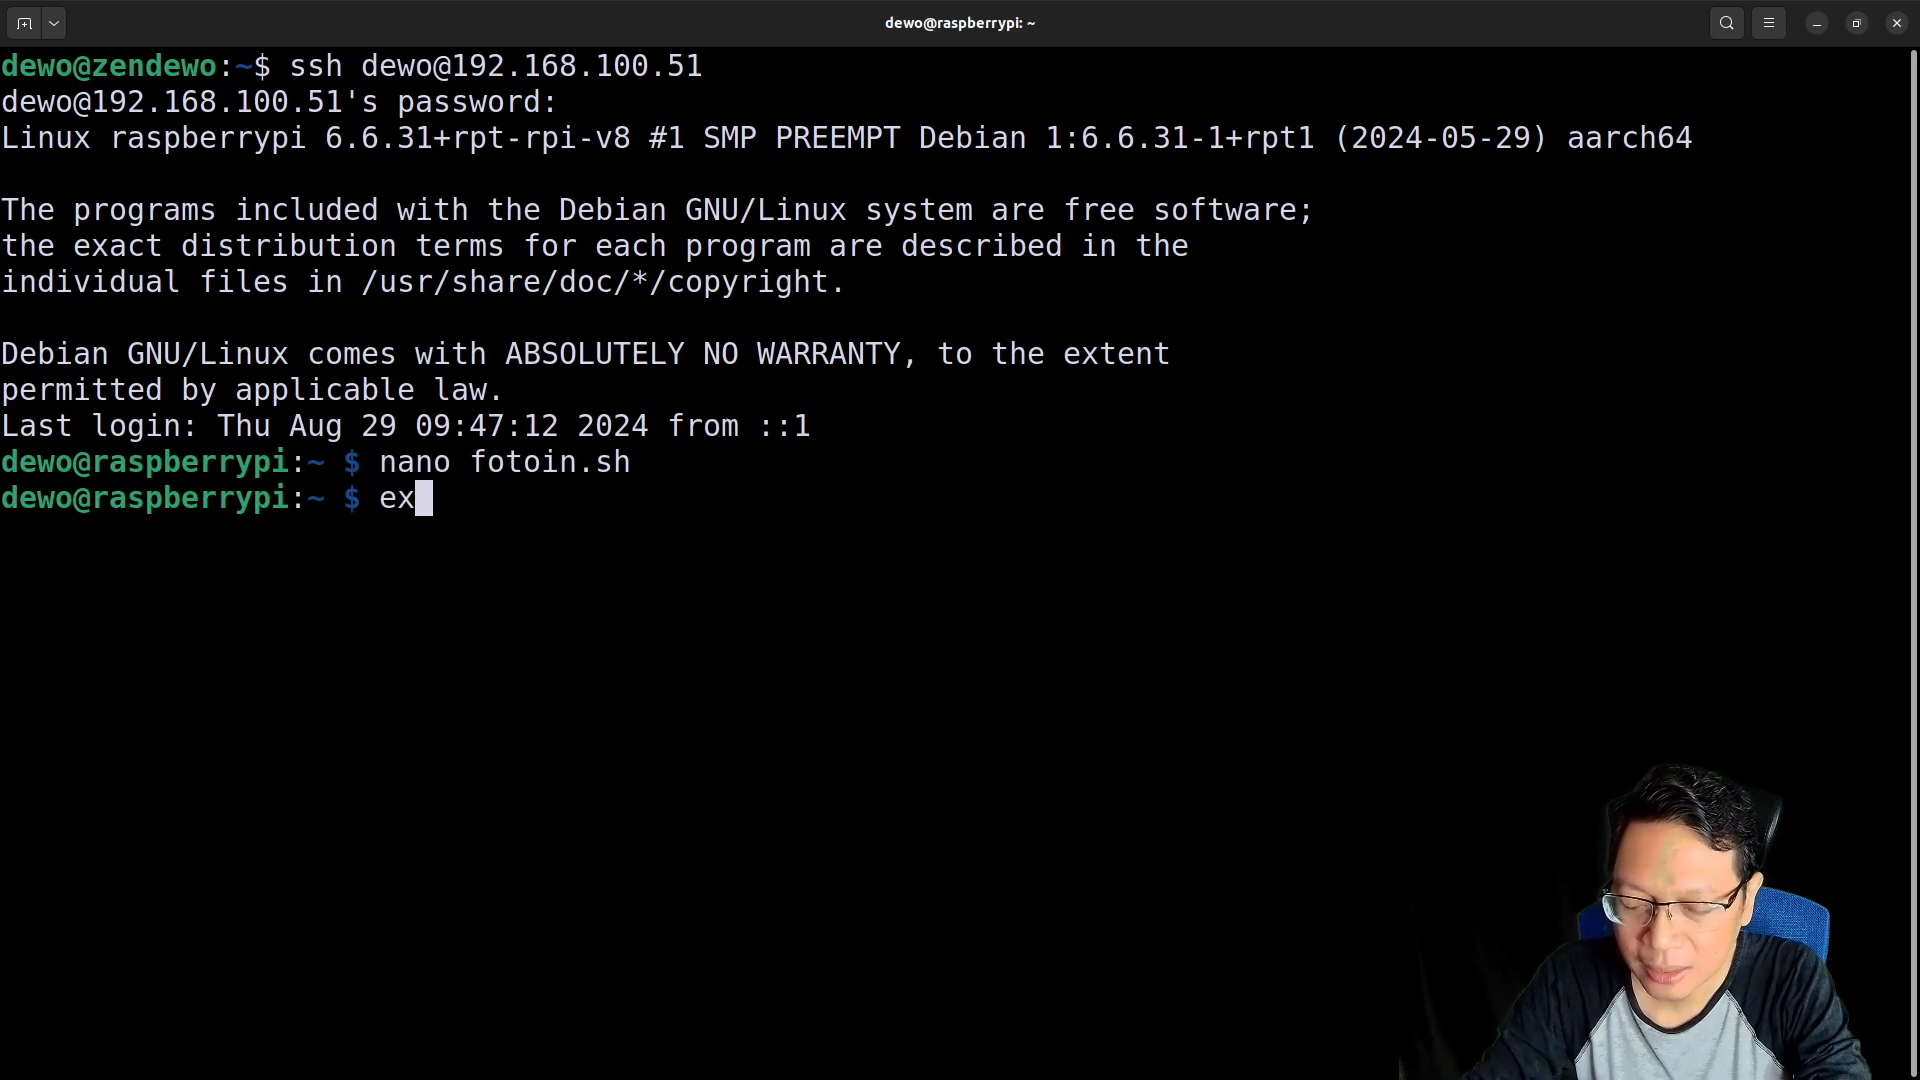 dewo@raspberrypi: ~
dewo@zendewo:~$ ssh dewo@192.168.100.51
dewo@192.168.100.51's password:
Linux raspberrypi 6.6.31+rpt-rpi-v8 #1 SMP PREEMPT Debian 1:6.6.31-1+rpt1 (2024-05-29) aarch64
The programs included with the Debian GNU/Linux system are free software;
the exact distribution terms for each program are described in the
individual files in /usr/share/doc/*/copyright.
Debian GNU/Linux comes with ABSOLUTELY NO WARRANTY, to the extent
permitted by applicable law.
Last login: Thu Aug 29 09:47:12 2024 from ::1
dewo@raspberrypi:~ $ nano fotoin.sh
dewo@raspberrypi:~ $ ex